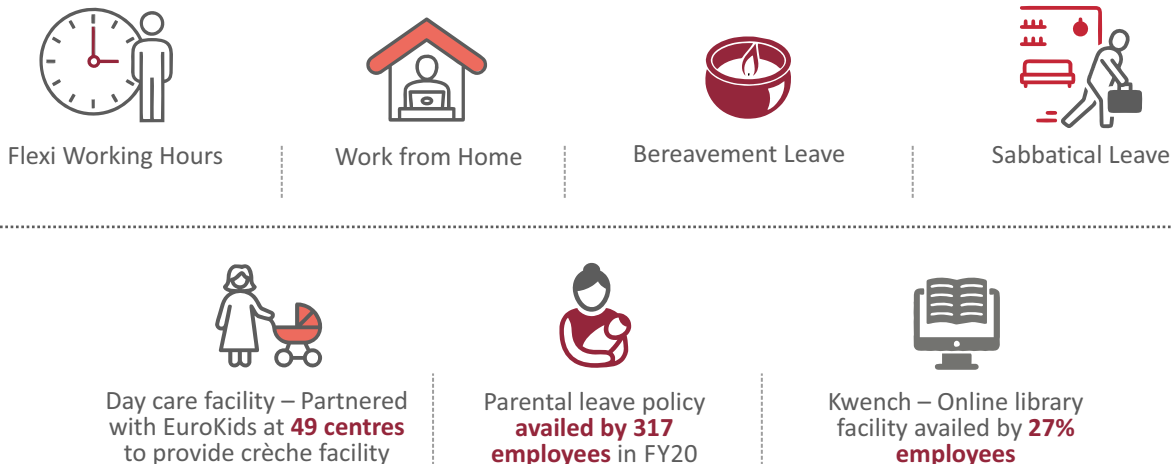 Flexi Working Hours
Work from Home
Bereavement Leave
Sabbatical Leave
Day care facility – Partnered
with EuroKids at 49 centres
to provide crèche facility
Parental leave policy
availed by 317
employees in FY20
Kwench – Online library
facility availed by 27%
employees